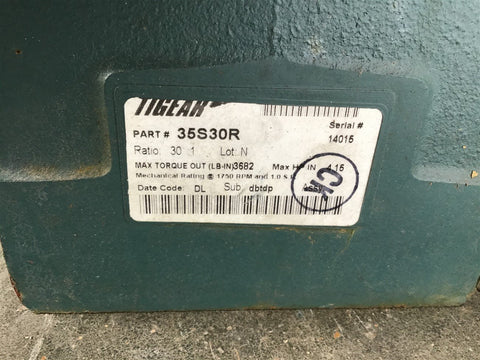 TIGEAR
PART # 35S30R
Serial #
14015
Ratio: 30 : 1 Lot: N
MAX TORQUE OUT (LB-IN) 3682 Max HP IN 4.15
Mechanical Rating @ 1750 RPM and 1.0 S.F.
Date Code: DL Sub dbtdp
CK